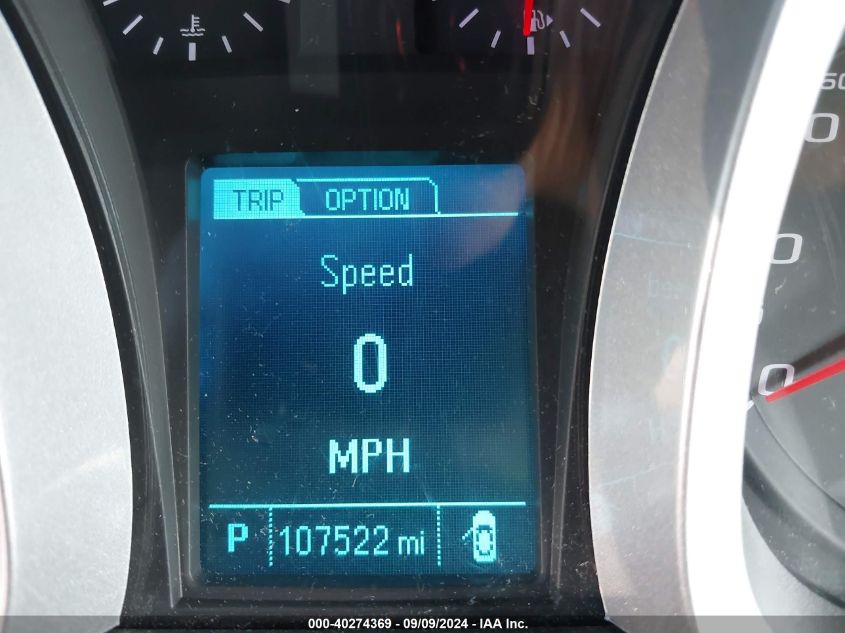 TRIP OPTION
Speed
0
MPH
P 107522 mi
000-40274369 - 09/09/2024 - IAA Inc.